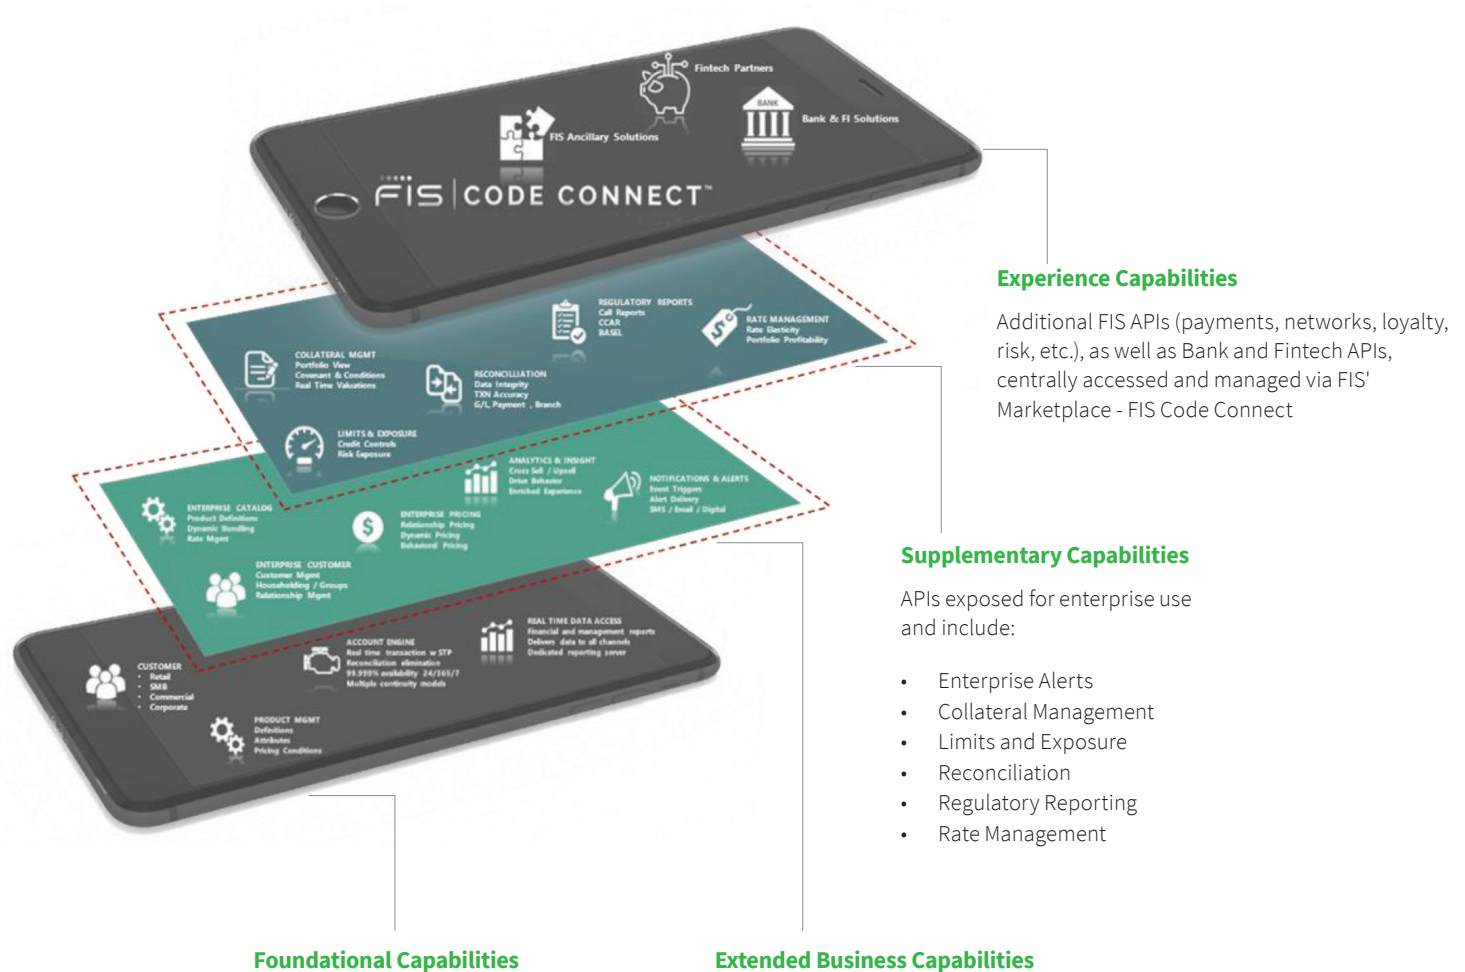 Fintech Partners
BANK
Bank & FI Solutions
FIS Ancillary Solutions
FIS | CODE CONNECT™
REGULATORY REPORTS
Call Reports
CCAR
BASEL
RATE MANAGEMENT
Rate Elasticity
Portfolio Profitability
COLLATERAL MGMT
Portfolio View
Covenant & Conditions
Real Time Valuations
RECONCILLIATION
Data Integrity
TXN Accuracy
G/L, Payment , Branch
LIMITS & EXPOSURE
Credit Controls
Risk Exposure
ANALYTICS & INSIGHT
Cross Sell / Upsell
Drive Behavior
Enriched Experience
NOTIFICATIONS & ALERTS
Event Triggers
Alert Delivery
SMS / Email / Digital
ENTERPRISE CATALOG
Product Definitions
Dynamic Bundling
Rate Mgmt
$
ENTERPRISE PRICING
Relationship Pricing
Dynamic Pricing
Behavioral Pricing
ENTERPRISE CUSTOMER
Customer Mgmt
Householding / Groups
Relationship Mgmt
REAL TIME DATA ACCESS
Financial and management reports
Delivers data to all channels
Dedicated reporting server
ACCOUNT ENGINE
Real time transaction w STP
Reconciliation elimination
99.999% availability 24/365/7
Multiple continuity models
CUSTOMER
• Retail
• SMB
• Commercial
• Corporate
PRODUCT MGMT
Definitions
Attributes
Pricing Conditions
Experience Capabilities
Additional FIS APIs (payments, networks, loyalty,
risk, etc.), as well as Bank and Fintech APIs,
centrally accessed and managed via FIS'
Marketplace - FIS Code Connect
Supplementary Capabilities
APIs exposed for enterprise use
and include:
• Enterprise Alerts
• Collateral Management
• Limits and Exposure
• Reconciliation
• Regulatory Reporting
• Rate Management
Foundational Capabilities
Extended Business Capabilities